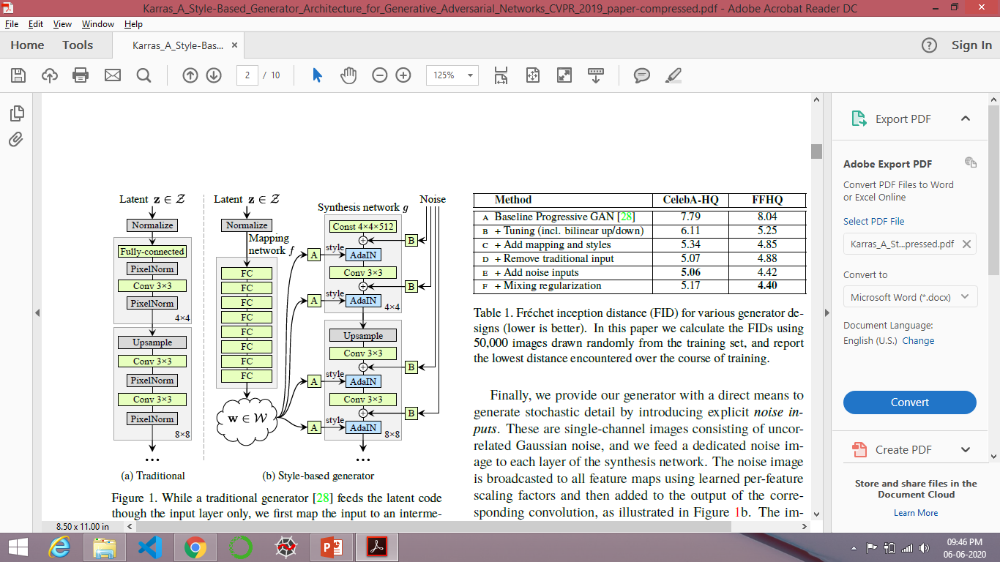 Karras_A_Style-Based_Generator_Architecture_for_Generative_Adversarial_Networks_CVPR_2019_paper-compressed.pdf - Adobe Acrobat Reader DC
File Edit View Window Help
Home Tools Karras_A_Style-Bas... × Sign In
2 / 10 125%
Latent z ∈ Z
Normalize
Fully-connected
PixelNorm
Conv 3×3
PixelNorm
4×4
Upsample
Conv 3×3
PixelNorm
Conv 3×3
PixelNorm
8×8
...
(a) Traditional
Latent z ∈ Z
Normalize
Mapping
network f
FC
FC
FC
FC
FC
FC
FC
FC
w ∈ W
Synthesis network g
Noise
Const 4×4×512
B
A style AdaIN
Conv 3×3
B
A style AdaIN
4×4
Upsample
Conv 3×3
B
A style AdaIN
Conv 3×3
B
A style AdaIN
8×8
...
(b) Style-based generator
Figure 1. While a traditional generator [28] feeds the latent code
though the input layer only, we first map the input to an interme-
Method CelebA-HQ FFHQ
A Baseline Progressive GAN [28] 7.79 8.04
B + Tuning (incl. bilinear up/down) 6.11 5.25
C + Add mapping and styles 5.34 4.85
D + Remove traditional input 5.07 4.88
E + Add noise inputs 5.06 4.42
F + Mixing regularization 5.17 4.40
Table 1. Fréchet inception distance (FID) for various generator de-
signs (lower is better). In this paper we calculate the FIDs using
50,000 images drawn randomly from the training set, and report
the lowest distance encountered over the course of training.
Finally, we provide our generator with a direct means to
generate stochastic detail by introducing explicit noise in-
puts. These are single-channel images consisting of uncor-
related Gaussian noise, and we feed a dedicated noise im-
age to each layer of the synthesis network. The noise image
is broadcasted to all feature maps using learned per-feature
scaling factors and then added to the output of the corre-
sponding convolution, as illustrated in Figure 1b. The im-
Export PDF
Adobe Export PDF
Convert PDF Files to Word
or Excel Online
Select PDF File
Karras_A_St...pressed.pdf
Convert to
Microsoft Word (*.docx)
Document Language:
English (U.S.) Change
Convert
Create PDF
Store and share files in the
Document Cloud
Learn More
8.50 x 11.00 in
09:46 PM
06-06-2020